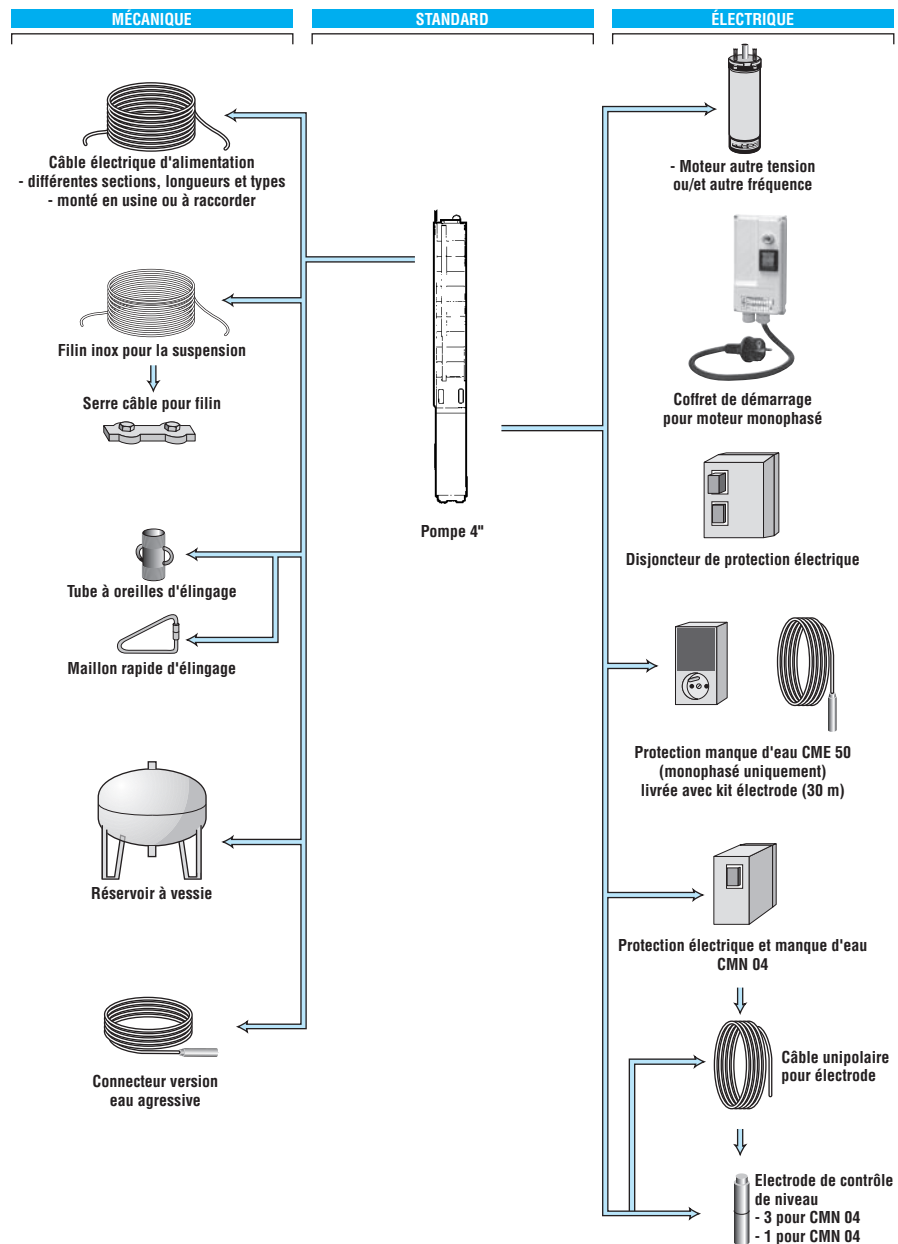 MÉCANIQUE
STANDARD
ÉLECTRIQUE
Câble électrique d'alimentation
- différentes sections, longueurs et types
- monté en usine ou à raccorder
Filin inox pour la suspension
Serre câble pour filin
Tube à oreilles d'élingage
Maillon rapide d'élingage
Réservoir à vessie
Connecteur version
eau agressive
Pompe 4"
- Moteur autre tension
ou/et autre fréquence
Coffret de démarrage
pour moteur monophasé
Disjoncteur de protection électrique
Protection manque d'eau CME 50
(monophasé uniquement)
livrée avec kit électrode (30 m)
Protection électrique et manque d'eau
CMN 04
Câble unipolaire
pour électrode
Electrode de contrôle
de niveau
- 3 pour CMN 04
- 1 pour CMN 04